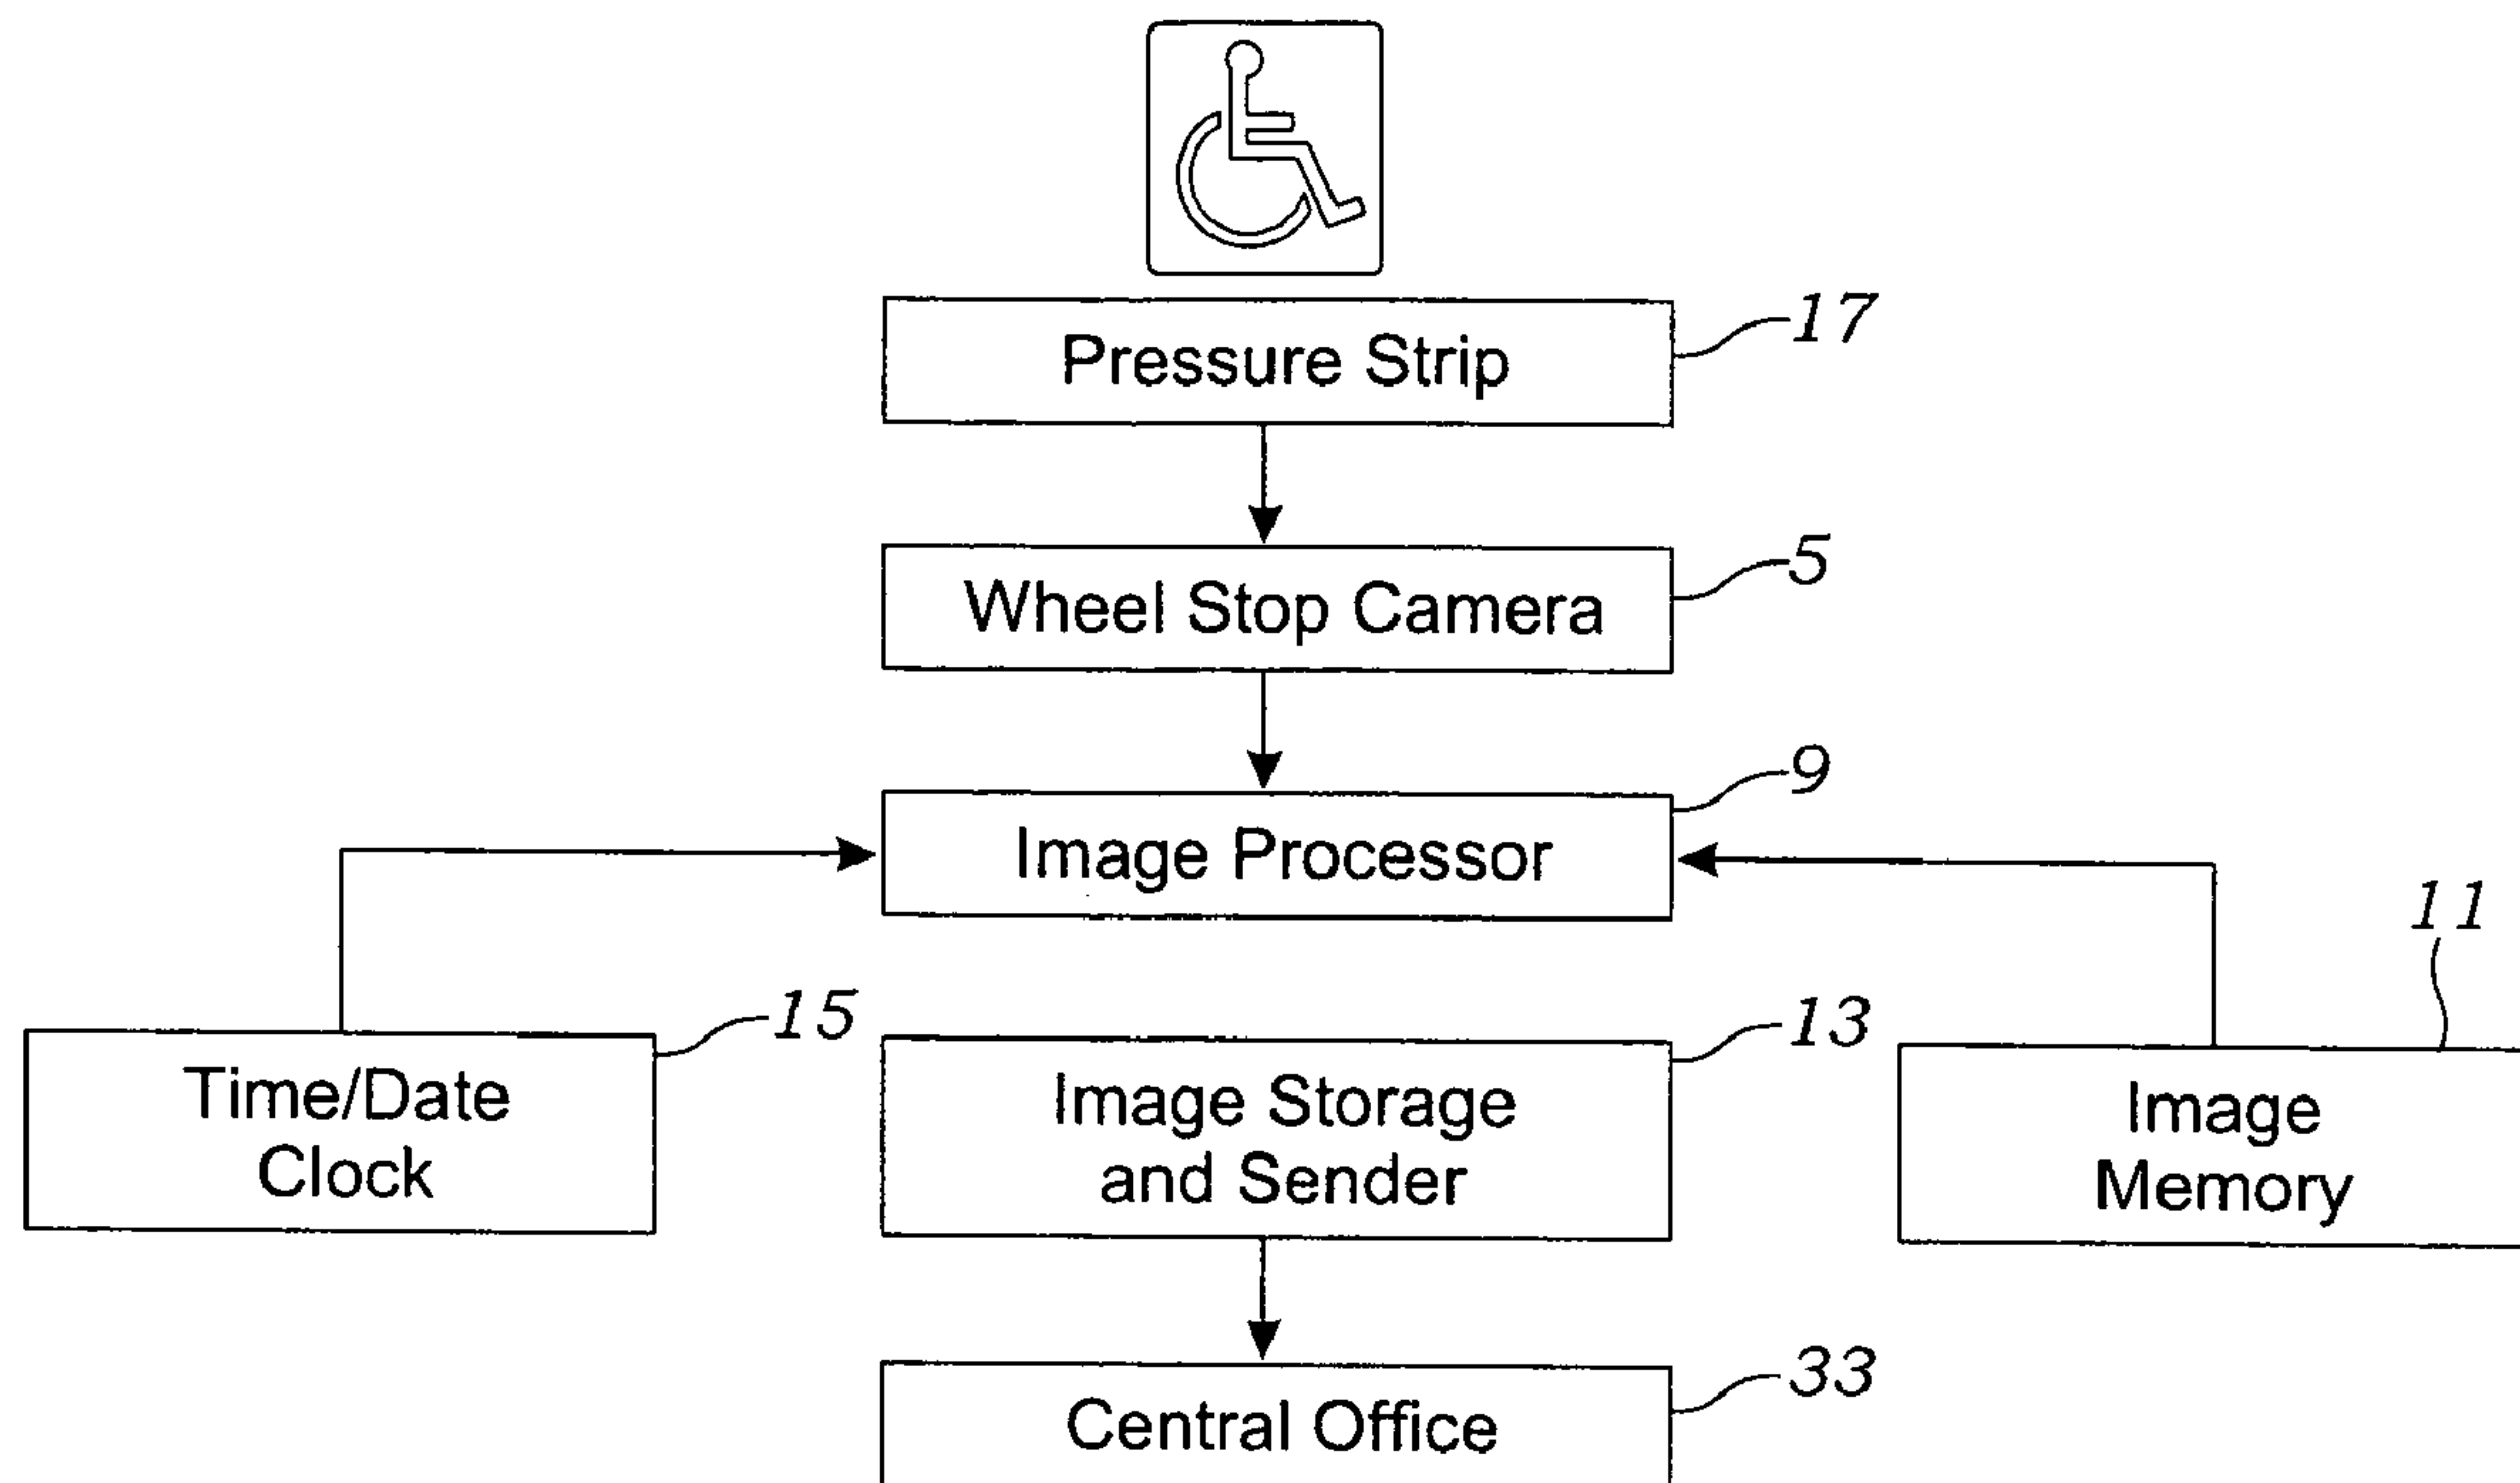 Pressure Strip
17
Wheel Stop Camera
5
Image Processor
9
Time/Date
Clock
15
Image Storage
and Sender
13
Image
Memory
11
Central Office
33